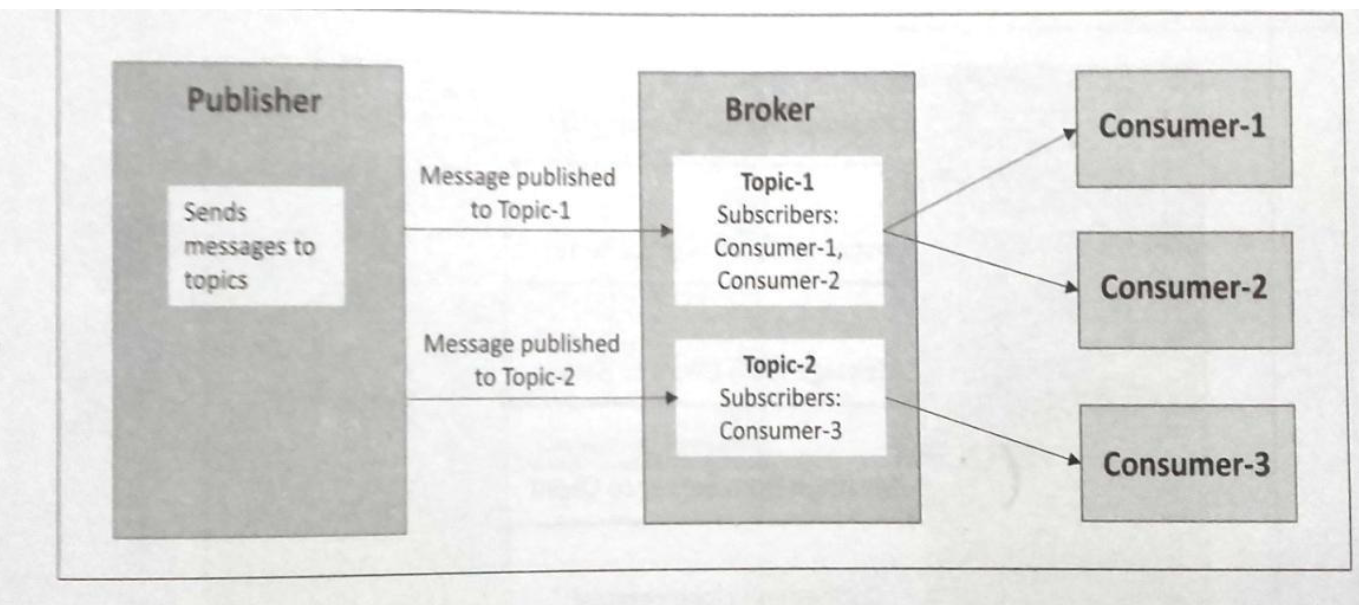 Publisher
Sends
messages to
topics
Message published
to Topic-1
Message published
to Topic-2
Broker
Topic-1
Subscribers:
Consumer-1,
Consumer-2
Topic-2
Subscribers:
Consumer-3
Consumer-1
Consumer-2
Consumer-3